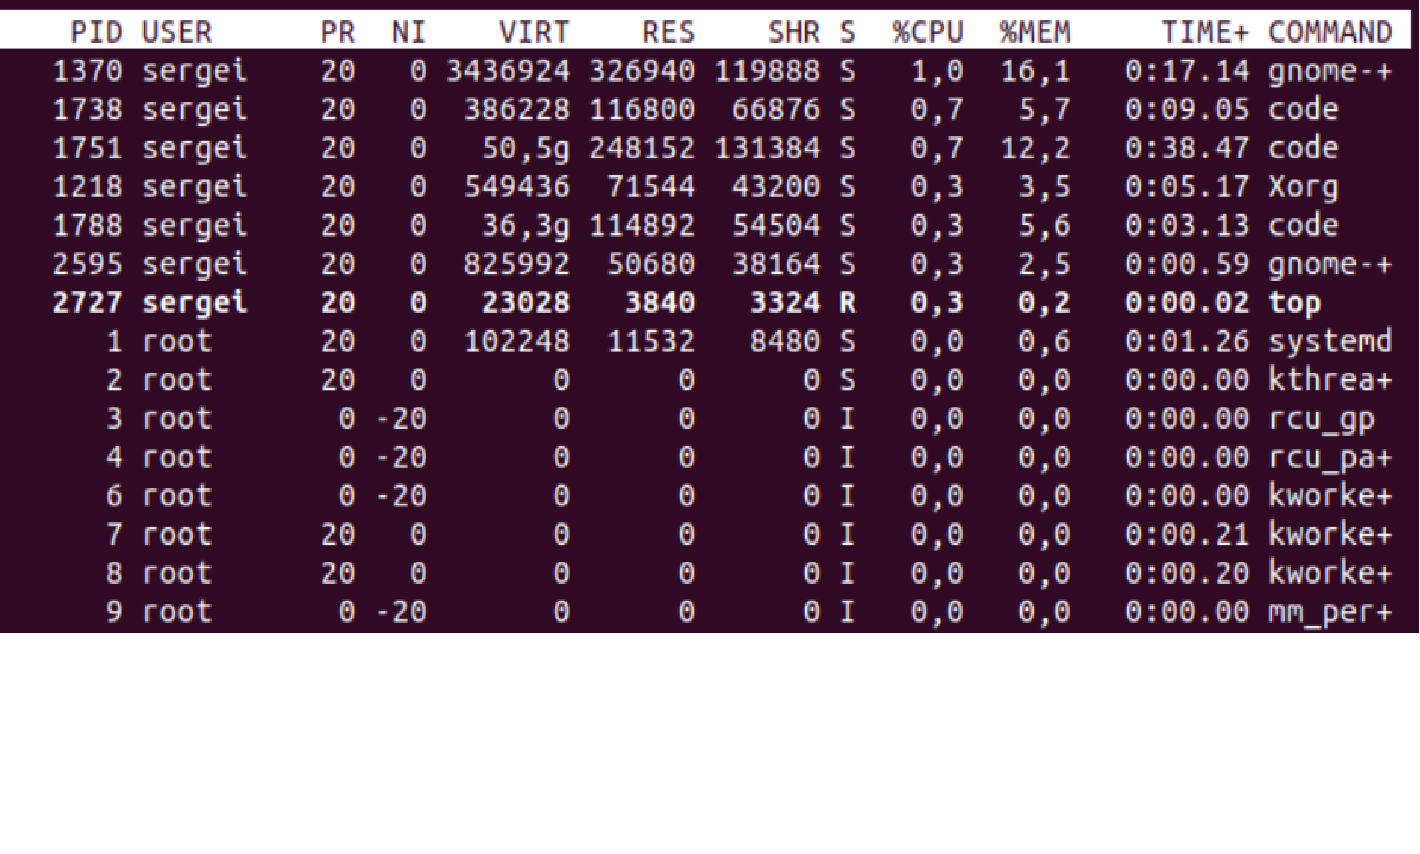 PID USER PR NI VIRT RES SHR S %CPU %MEM TIME+ COMMAND
1370 sergei 20 0 3436924 326940 119888 S 1,0 16,1 0:17.14 gnome-+
1738 sergei 20 0 386228 116800 66876 S 0,7 5,7 0:09.05 code
1751 sergei 20 0 50,5g 248152 131384 S 0,7 12,2 0:38.47 code
1218 sergei 20 0 549436 71544 43200 S 0,3 3,5 0:05.17 Xorg
1788 sergei 20 0 36,3g 114892 54504 S 0,3 5,6 0:03.13 code
2595 sergei 20 0 825992 50680 38164 S 0,3 2,5 0:00.59 gnome-+
2727 sergei 20 0 23028 3840 3324 R 0,3 0,2 0:00.02 top
1 root 20 0 102248 11532 8480 S 0,0 0,6 0:01.26 systemd
2 root 20 0 0 0 0 S 0,0 0,0 0:00.00 kthrea+
3 root 0 -20 0 0 0 I 0,0 0,0 0:00.00 rcu_gp
4 root 0 -20 0 0 0 I 0,0 0,0 0:00.00 rcu_pa+
6 root 0 -20 0 0 0 I 0,0 0,0 0:00.00 kworke+
7 root 20 0 0 0 0 I 0,0 0,0 0:00.21 kworke+
8 root 20 0 0 0 0 I 0,0 0,0 0:00.20 kworke+
9 root 0 -20 0 0 0 I 0,0 0,0 0:00.00 mm_per+